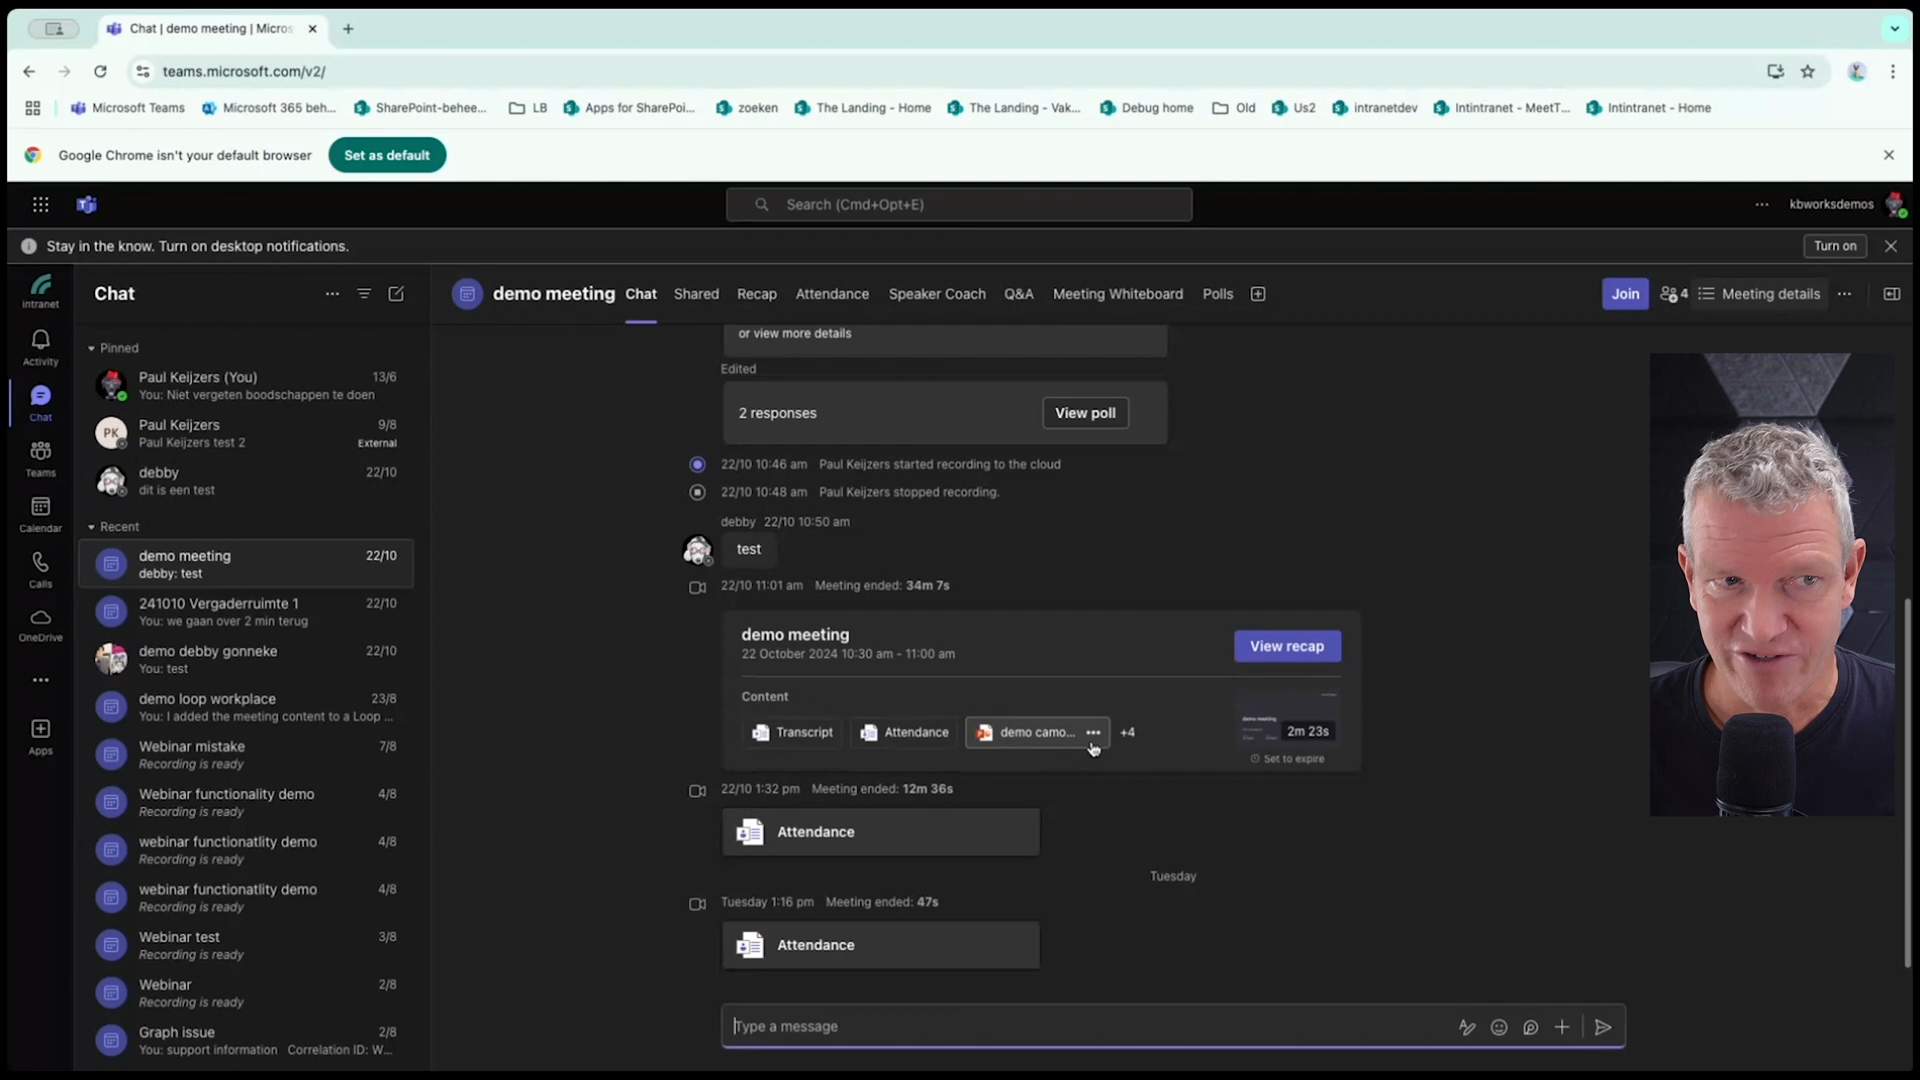 Chat | demo meeting | Micros
teams.microsoft.com/v2/
Microsoft Teams
Microsoft 365 beh...
SharePoint-behee...
LB
Apps for SharePoi...
zoeken
The Landing - Home
The Landing - Vak...
Debug home
Old
Us2
intranetdev
Intintranet - MeetT...
Intintranet - Home
Google Chrome isn't your default browser
Set as default
Search (Cmd+Opt+E)
kbworksdemos
Stay in the know. Turn on desktop notifications.
Turn on
intranet
Activity
Chat
Teams
Calendar
Calls
OneDrive
Apps
Chat
Pinned
Paul Keijzers (You) 13/6
You: Niet vergeten boodschappen te doen
PK
Paul Keijzers 9/8
Paul Keijzers test 2 External
debby 22/10
dit is een test
Recent
demo meeting 22/10
debby: test
241010 Vergaderruimte 1 22/10
You: we gaan over 2 min terug
demo debby gonneke 22/10
You: test
demo loop workplace 23/8
You: I added the meeting content to a Loop ...
Webinar mistake 7/8
Recording is ready
Webinar functionality demo 4/8
Recording is ready
webinar functionatlity demo 4/8
Recording is ready
webinar functionatlity demo 4/8
Recording is ready
Webinar test 3/8
Recording is ready
Webinar 2/8
Recording is ready
Graph issue 2/8
You: support information Correlation ID: W...
demo meeting
Chat
Shared
Recap
Attendance
Speaker Coach
Q&A
Meeting Whiteboard
Polls
Join
4
Meeting details
or view more details
Edited
2 responses
View poll
22/10 10:46 am Paul Keijzers started recording to the cloud
22/10 10:48 am Paul Keijzers stopped recording.
debby 22/10 10:50 am
test
22/10 11:01 am Meeting ended: 34m 7s
demo meeting
22 October 2024 10:30 am - 11:00 am
View recap
Content
Transcript
Attendance
demo camo...
+4
demo meeting
2m 23s
Set to expire
22/10 1:32 pm Meeting ended: 12m 36s
Attendance
Tuesday
Tuesday 1:16 pm Meeting ended: 47s
Attendance
Type a message